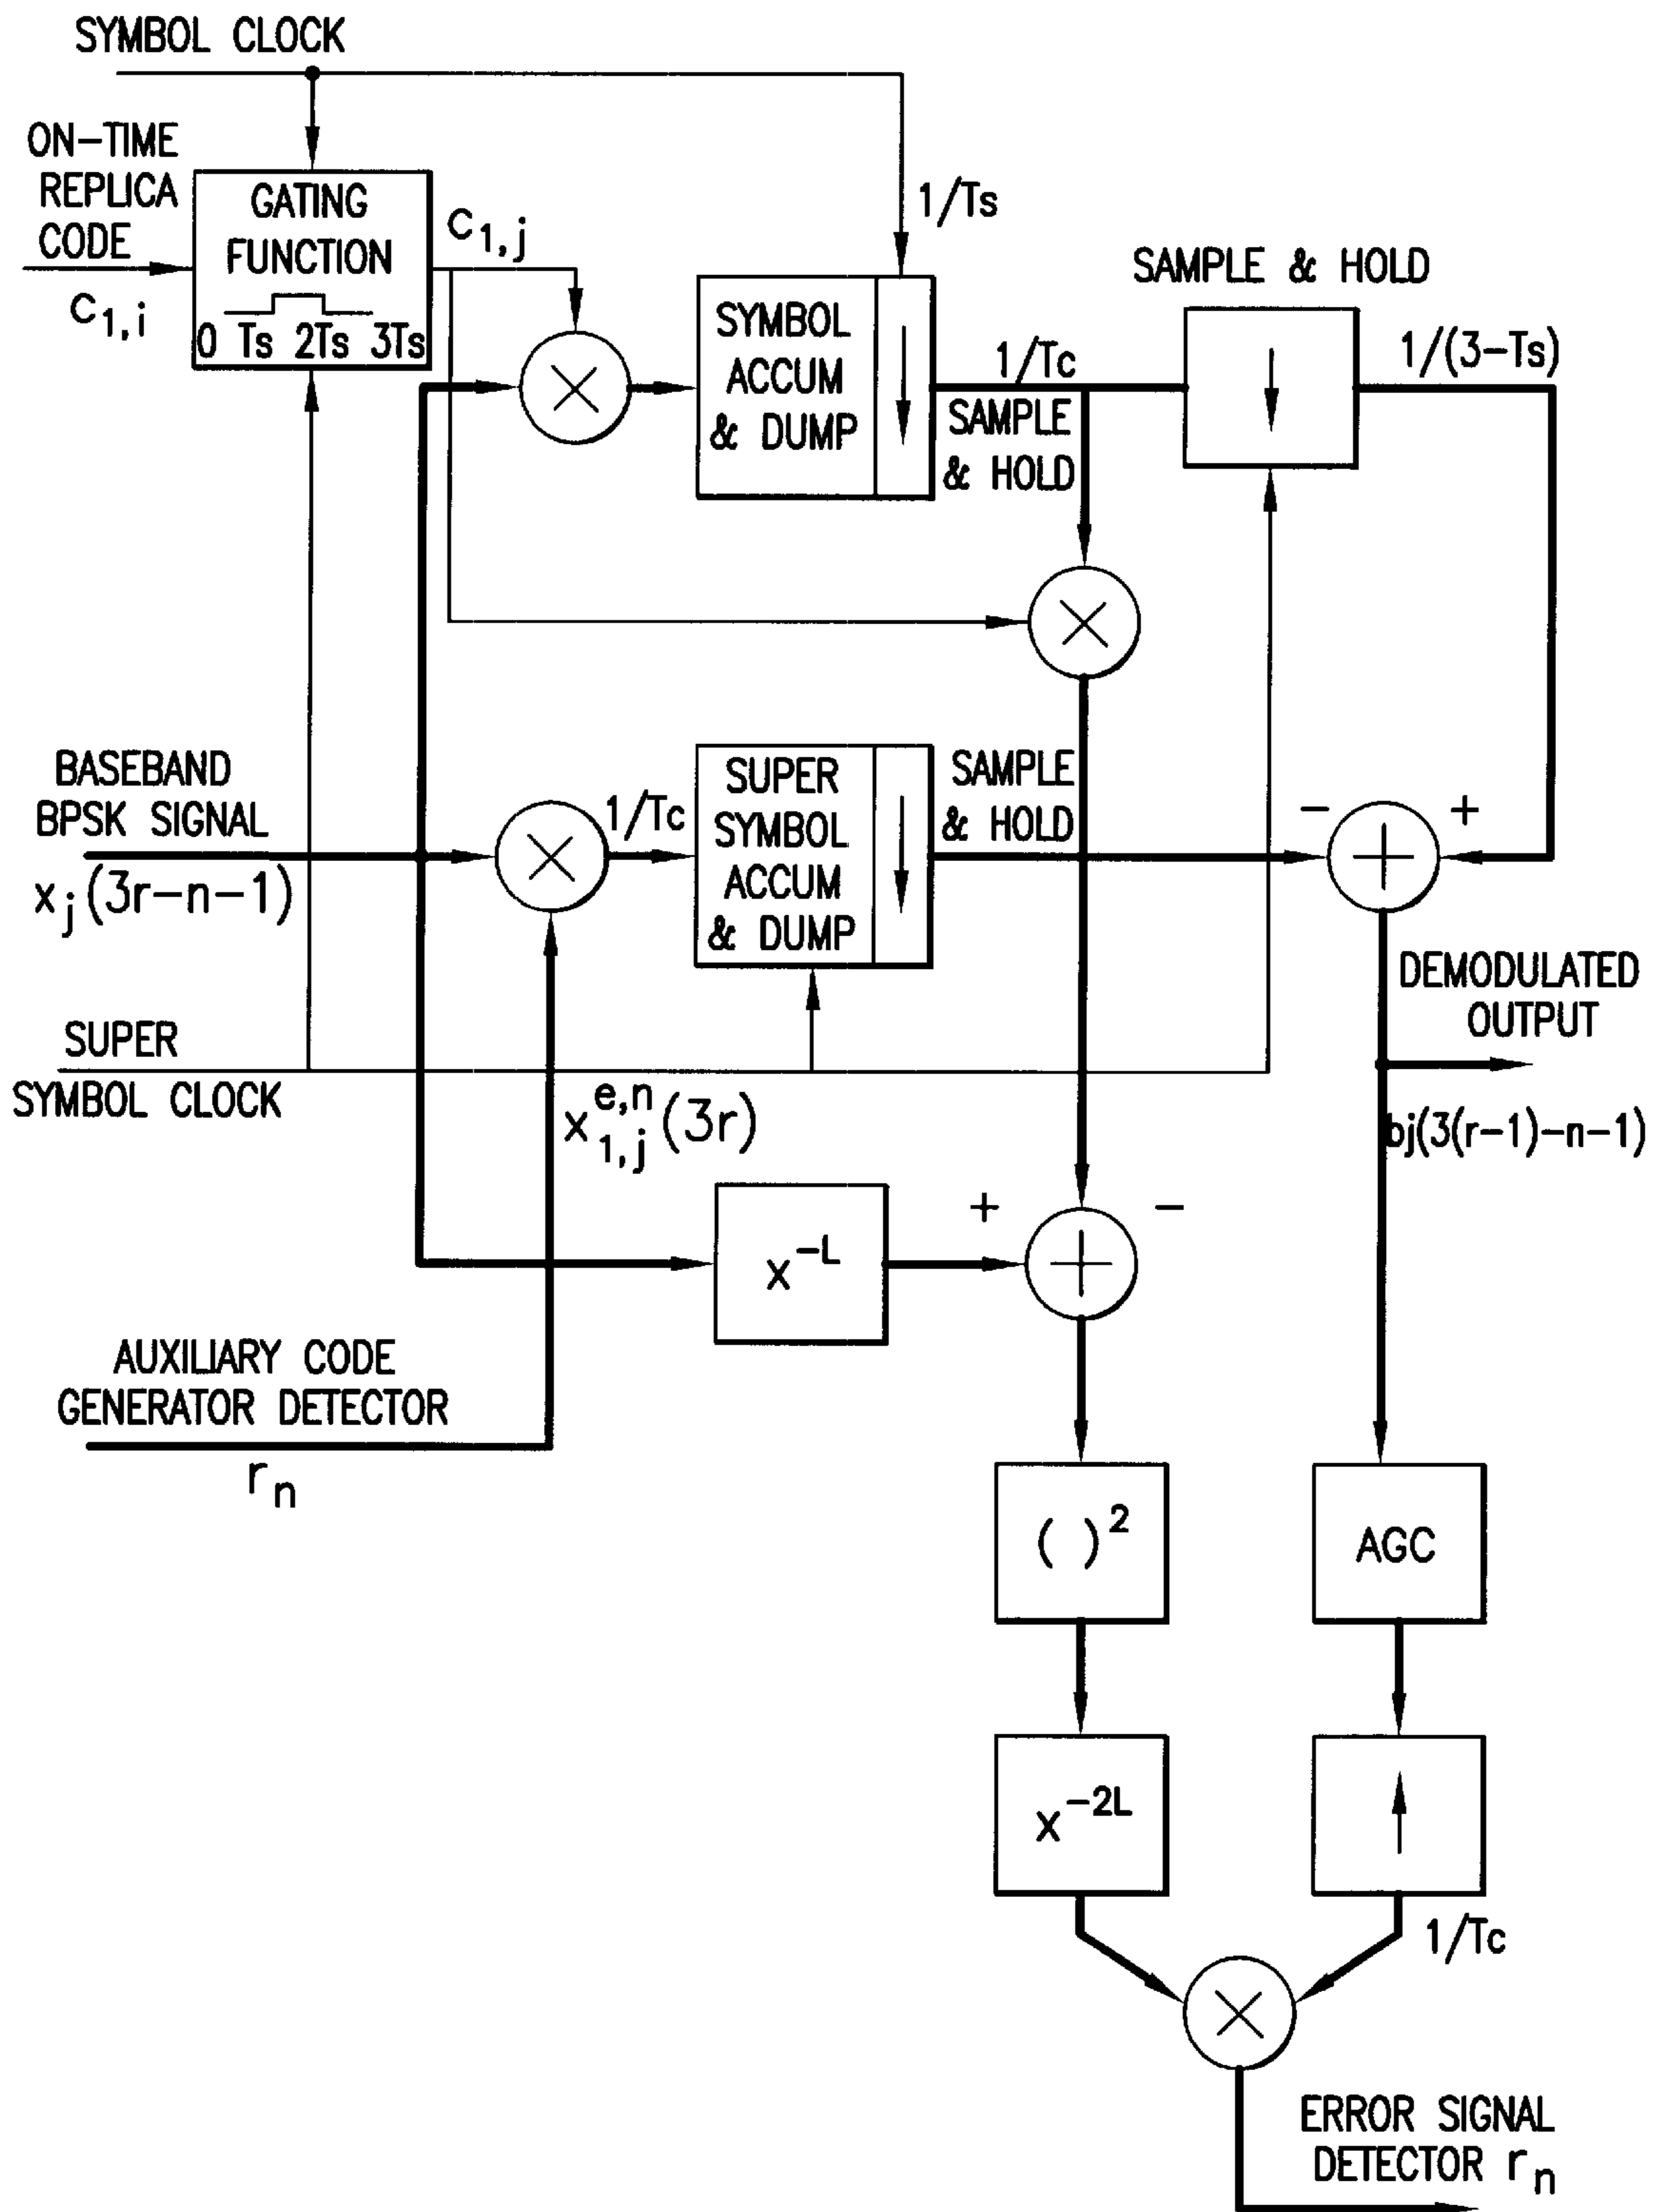 SYMBOL CLOCK
ON-TIME
REPLICA
CODE
c1,i
GATING
FUNCTION
0 Ts 2Ts 3Ts
c1,j
1/Ts
SYMBOL
ACCUM
& DUMP
1/Tc
SAMPLE
& HOLD
SAMPLE & HOLD
1/(3-Ts)
BASEBAND
BPSK SIGNAL
xj(3r-n-1)
1/Tc
SUPER
SYMBOL
ACCUM
& DUMP
SAMPLE
& HOLD
- +
DEMODULATED
OUTPUT
bj(3(r-1)-n-1)
SUPER
SYMBOL CLOCK
x1,j^e,n(3r)
x^-L
+ -
AUXILIARY CODE
GENERATOR DETECTOR
rn
( )^2
AGC
x^-2L
1/Tc
ERROR SIGNAL
DETECTOR rn